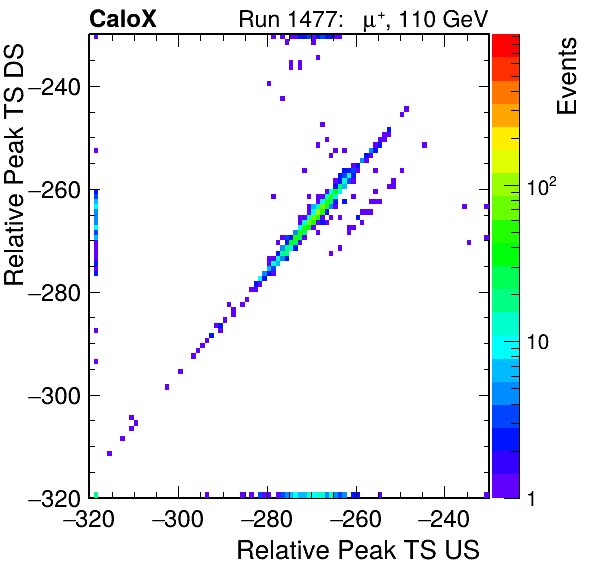 CaloX Run 1477: μ⁺, 110 GeV
Events
Relative Peak TS DS
−240
−260
−280
−300
−320
10²
10
1
−320 −300 −280 −260 −240
Relative Peak TS US